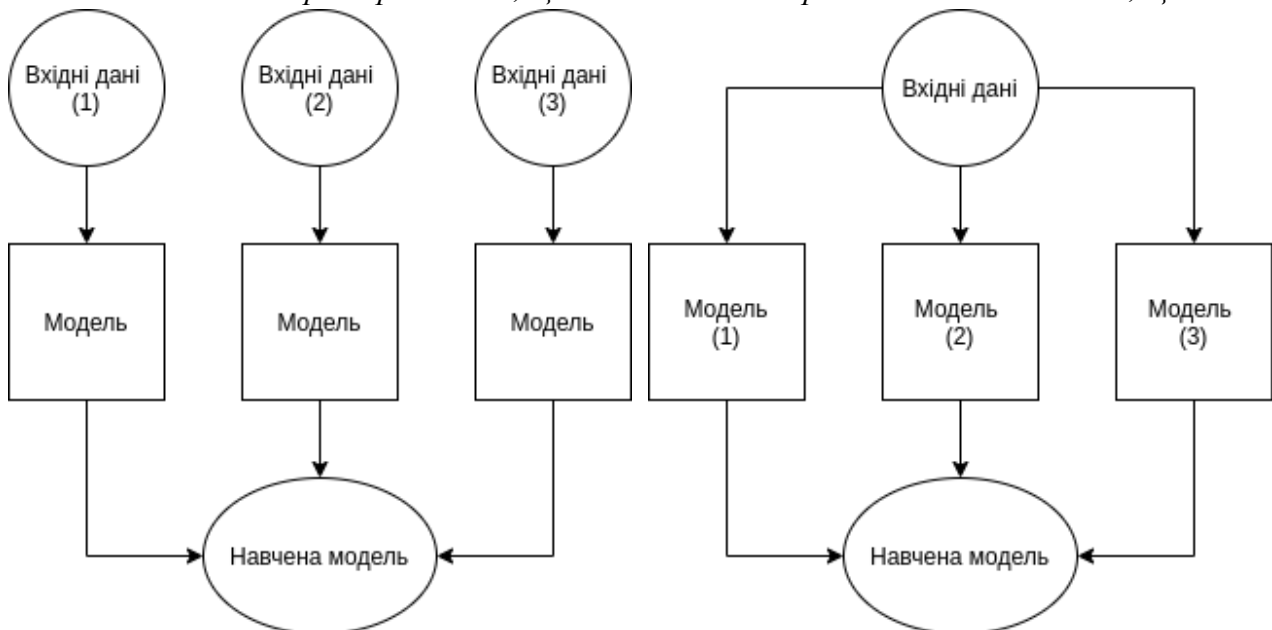 Вхідні дані
(1)
Вхідні дані
(2)
Вхідні дані
(3)
Модель
Модель
Модель
Навчена модель
Вхідні дані
Модель
(1)
Модель
(2)
Модель
(3)
Навчена модель